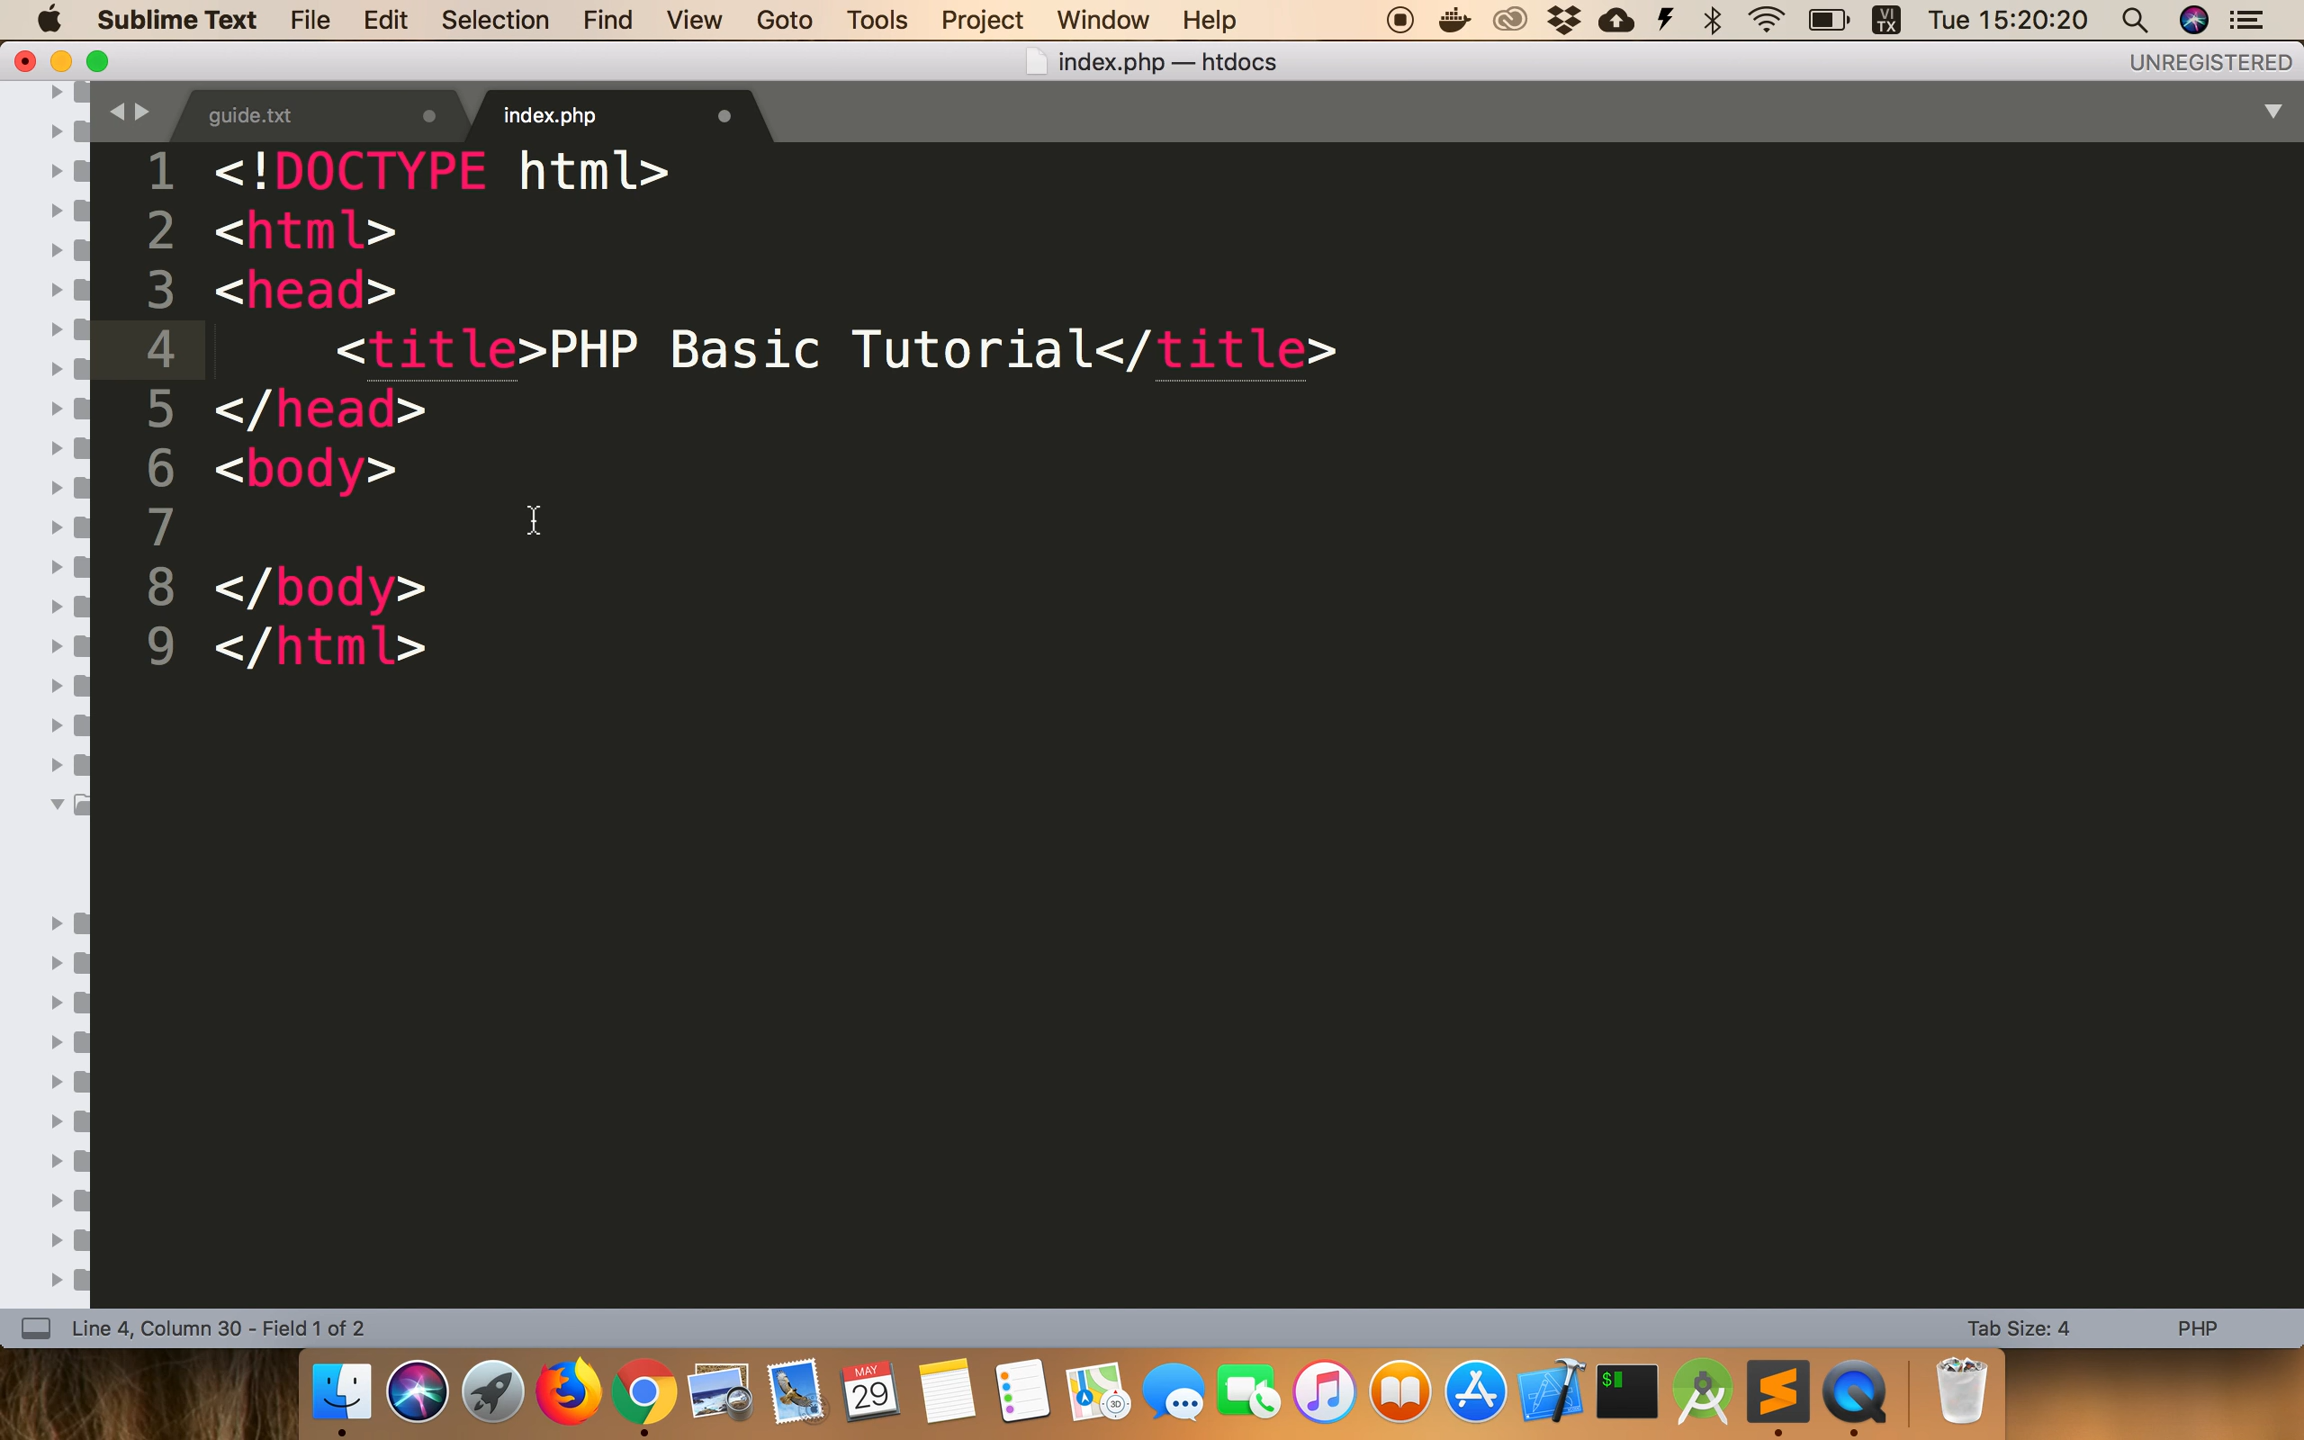 Sublime Text File Edit Selection Find View Goto Tools Project Window Help VI TX Tue 15:20:20
index.php — htdocs UNREGISTERED
guide.txt index.php
1 <!DOCTYPE html>
2 <html>
3 <head>
4 <title>PHP Basic Tutorial</title>
5 </head>
6 <body>
7
8 </body>
9 </html>
Line 4, Column 30 - Field 1 of 2 Tab Size: 4 PHP
MAY
29
3D
$